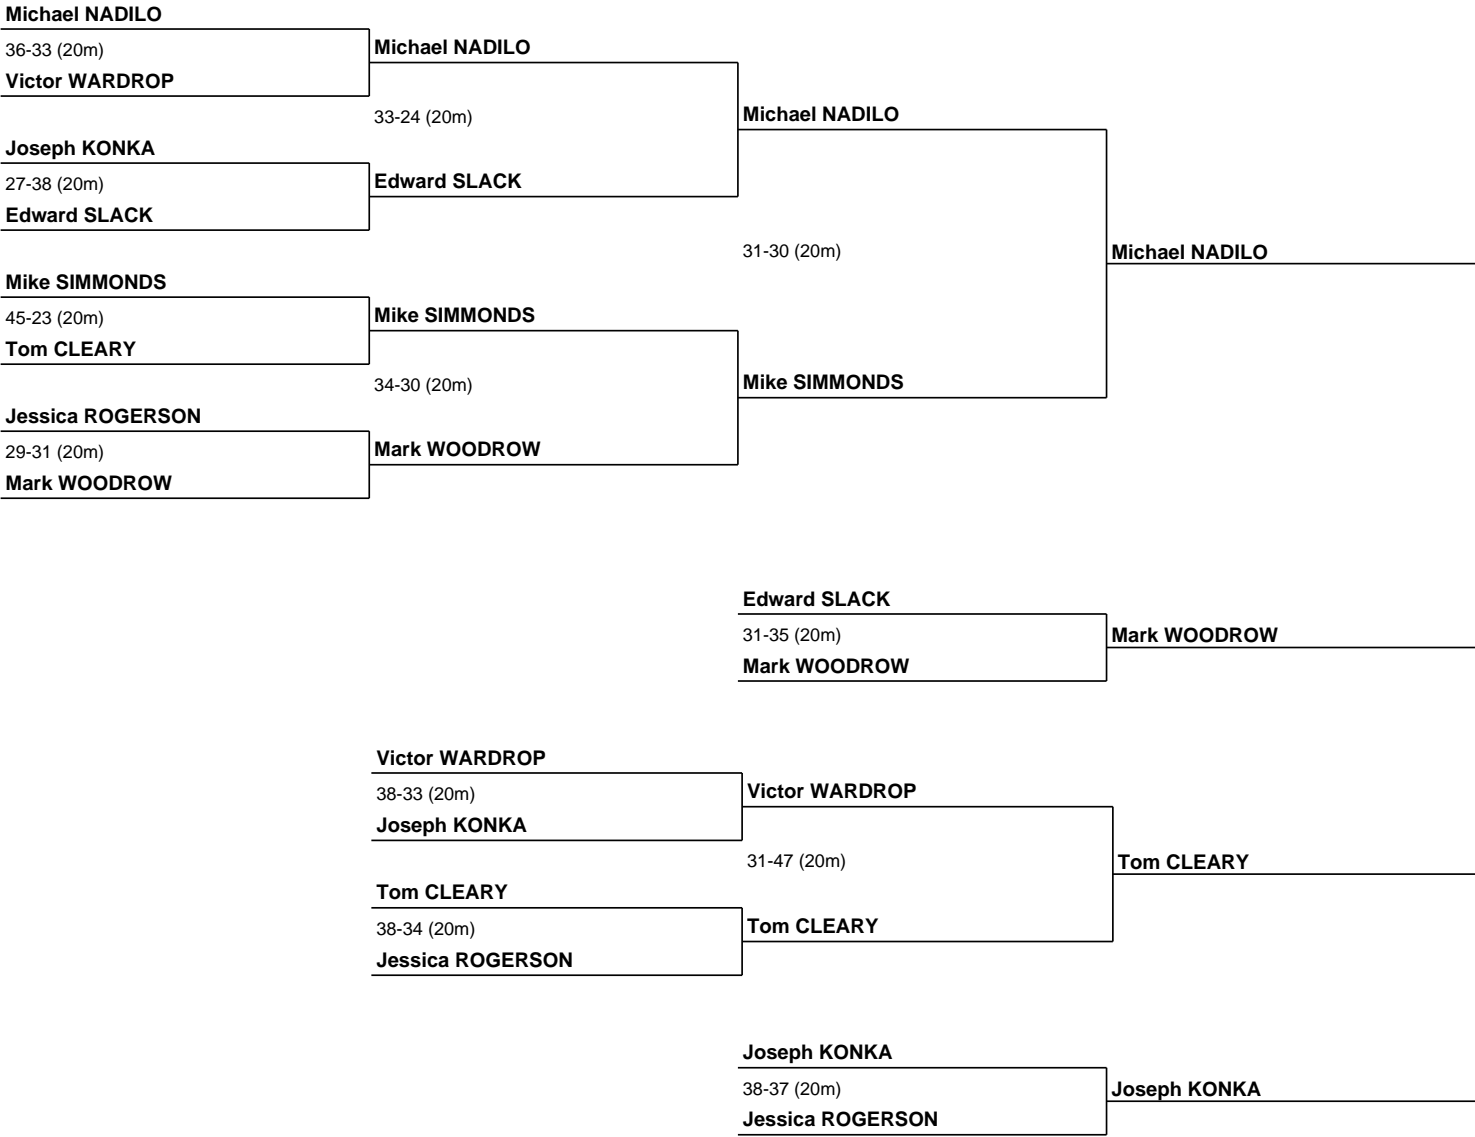 Michael NADILO
36-33 (20m)
Michael NADILO
Victor WARDROP
33-24 (20m)
Michael NADILO
Joseph KONKA
27-38 (20m)
Edward SLACK
Edward SLACK
31-30 (20m)
Michael NADILO
Mike SIMMONDS
45-23 (20m)
Mike SIMMONDS
Tom CLEARY
34-30 (20m)
Mike SIMMONDS
Jessica ROGERSON
29-31 (20m)
Mark WOODROW
Mark WOODROW
Edward SLACK
31-35 (20m)
Mark WOODROW
Mark WOODROW
Victor WARDROP
38-33 (20m)
Victor WARDROP
Joseph KONKA
31-47 (20m)
Tom CLEARY
Tom CLEARY
38-34 (20m)
Tom CLEARY
Jessica ROGERSON
Joseph KONKA
38-37 (20m)
Joseph KONKA
Jessica ROGERSON